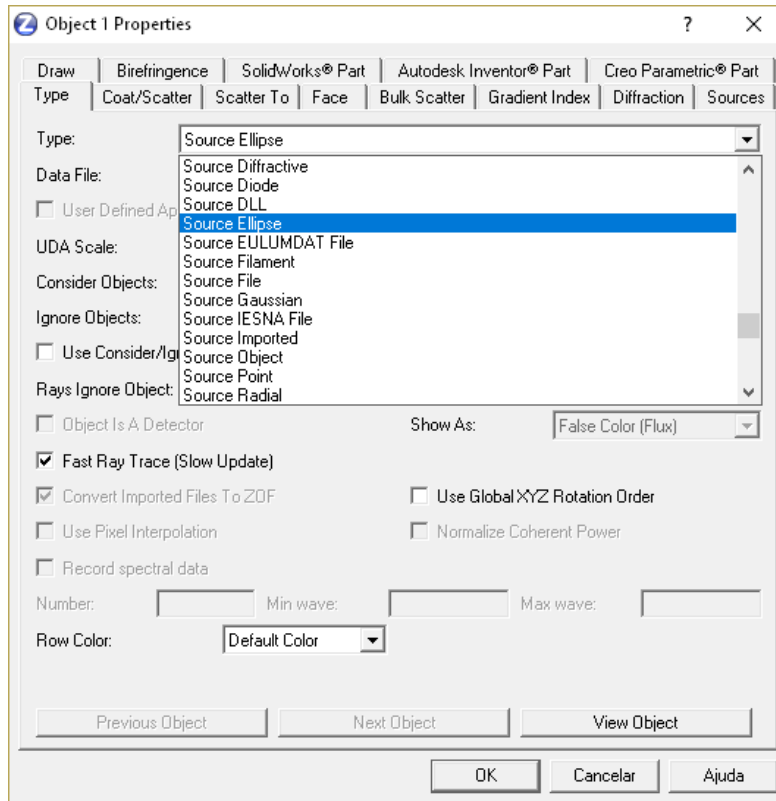 Object 1 Properties ? X
Draw Birefringence SolidWorks® Part Autodesk Inventor® Part Creo Parametric® Part
Type Coat/Scatter Scatter To Face Bulk Scatter Gradient Index Diffraction Sources
Type: Source Ellipse
Source Diffractive
Data File:
Source Diode
Source DLL
User Defined
Source Ellipse
UDA Scale:
Source EULUMDAT File
Source Filament
Consider Objects:
Source File
Source Gaussian
Ignore Objects:
Source IESNA File
Source Imported
Use
Source Object
Rays Ignore Object:
Source Point
Source Radial
Object Is A Detector Show As: False Color (Flux)
Fast Ray Trace (Slow Update)
Convert Imported Files To ZOF Use Global XYZ Rotation Order
Use Pixel Interpolation Normalize Coherent Power
Record spectral data
Number: Min wave: Max wave:
Row Color: Default Color
Previous Object Next Object View Object
OK Cancelar Ajuda